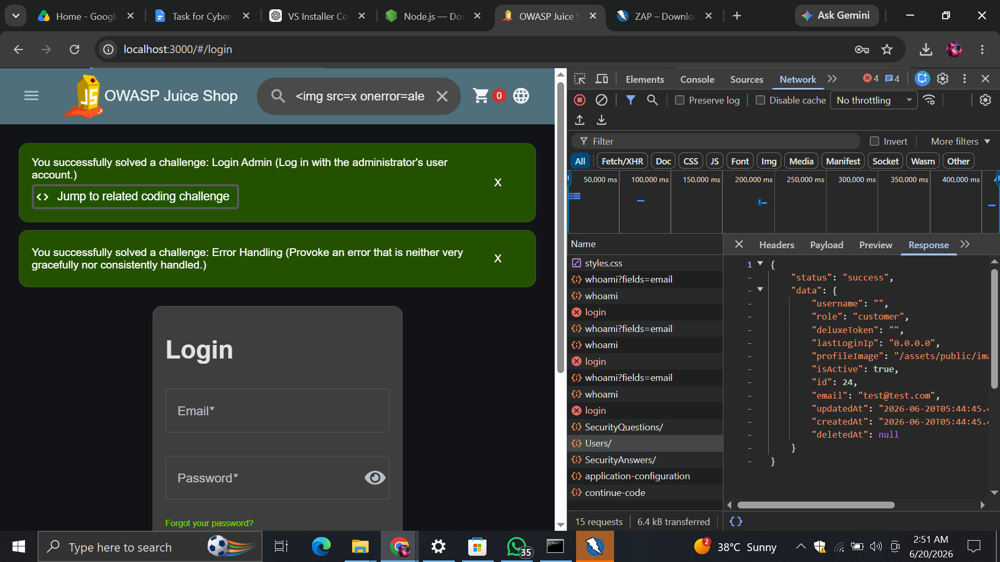 Home - Google
Task for Cybers
VS Installer Co
Node.js — Dow
OWASP Juice S
ZAP – Downlo
Ask Gemini
localhost:3000/#/login
OWASP Juice Shop
<img src=x onerror=ale
0
You successfully solved a challenge: Login Admin (Log in with the administrator's user
account.)
X
<> Jump to related coding challenge
You successfully solved a challenge: Error Handling (Provoke an error that is neither very
gracefully nor consistently handled.)
X
Login
Email*
Password*
Forgot your password?
Elements
Console
Sources
Network
4
4
Preserve log
Disable cache
No throttling
Filter
Invert
More filters
All
Fetch/XHR
Doc
CSS
JS
Font
Img
Media
Manifest
Socket
Wasm
Other
50,000 ms
100,000 ms
150,000 ms
200,000 ms
250,000 ms
300,000 ms
350,000 ms
400,000 ms
Name
styles.css
whoami?fields=email
whoami
login
whoami?fields=email
whoami
login
whoami?fields=email
whoami
login
SecurityQuestions/
Users/
SecurityAnswers/
application-configuration
continue-code
15 requests
6.4 kB transferred
Headers
Payload
Preview
Response
1 {
"status": "success",
"data": {
"username": "",
"role": "customer",
"deluxeToken": "",
"lastLoginIp": "0.0.0.0",
"profileImage": "/assets/public/ima
"isActive": true,
"id": 24,
"email": "test@test.com",
"updatedAt": "2026-06-20T05:44:45.4
"createdAt": "2026-06-20T05:44:45.4
"deletedAt": null
}
}
{ }
Type here to search
35
2
38°C Sunny
2:51 AM
6/20/2026